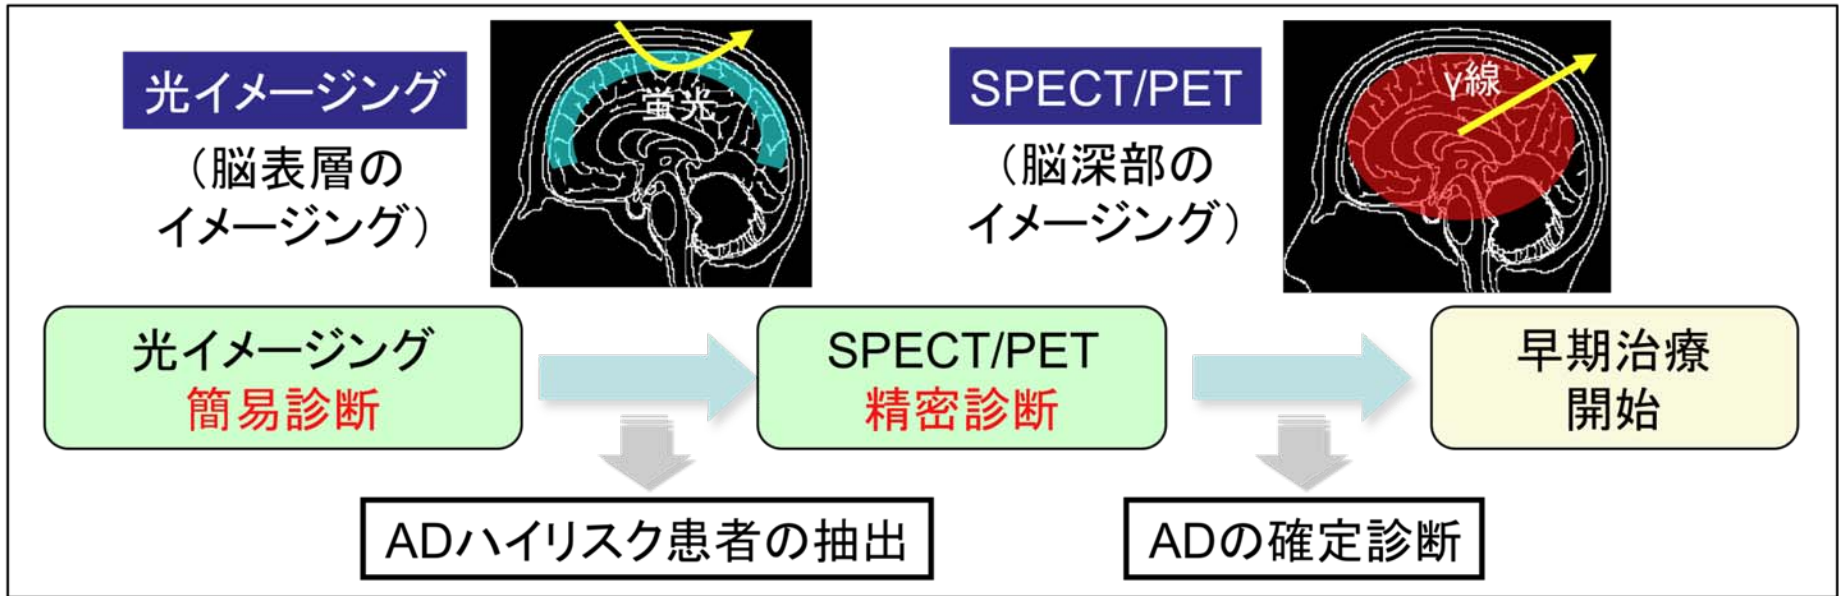 光イメージング
（脳表層の
イメージング）
蛍光
SPECT/PET
（脳深部の
イメージング）
γ線
光イメージング
簡易診断
SPECT/PET
精密診断
早期治療
開始
ADハイリスク患者の抽出
ADの確定診断